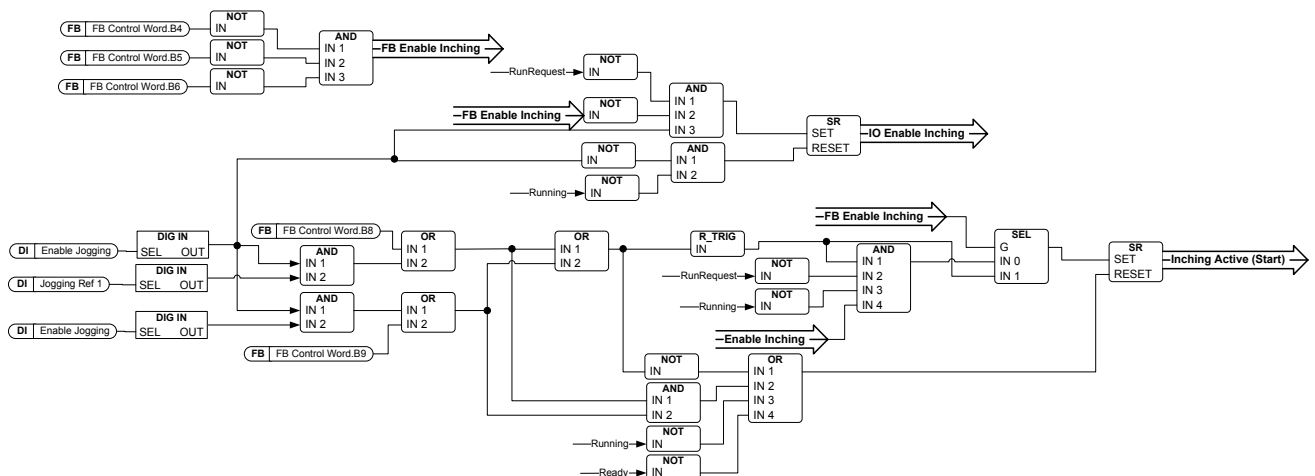 FB FB Control Word.B4
NOT
IN
FB FB Control Word.B5
NOT
IN
FB FB Control Word.B6
NOT
IN
AND
IN 1
IN 2
IN 3
FB Enable Inching
RunRequest
NOT
IN
FB Enable Inching
NOT
IN
AND
IN 1
IN 2
IN 3
NOT
IN
Running
NOT
IN
AND
IN 1
IN 2
SR
SET
RESET
IO Enable Inching
DI Enable Jogging
DIG IN
SEL OUT
DI Jogging Ref 1
DIG IN
SEL OUT
DI Enable Jogging
DIG IN
SEL OUT
FB FB Control Word.B8
AND
IN 1
IN 2
OR
IN 1
IN 2
AND
IN 1
IN 2
OR
IN 1
IN 2
FB FB Control Word.B9
OR
IN 1
IN 2
R_TRIG
IN
RunRequest
NOT
IN
Running
NOT
IN
Enable Inching
AND
IN 1
IN 2
IN 3
IN 4
FB Enable Inching
SEL
G
IN 0
IN 1
SR
SET
RESET
Inching Active (Start)
NOT
IN
AND
IN 1
IN 2
Running
NOT
IN
Ready
NOT
IN
OR
IN 1
IN 2
IN 3
IN 4